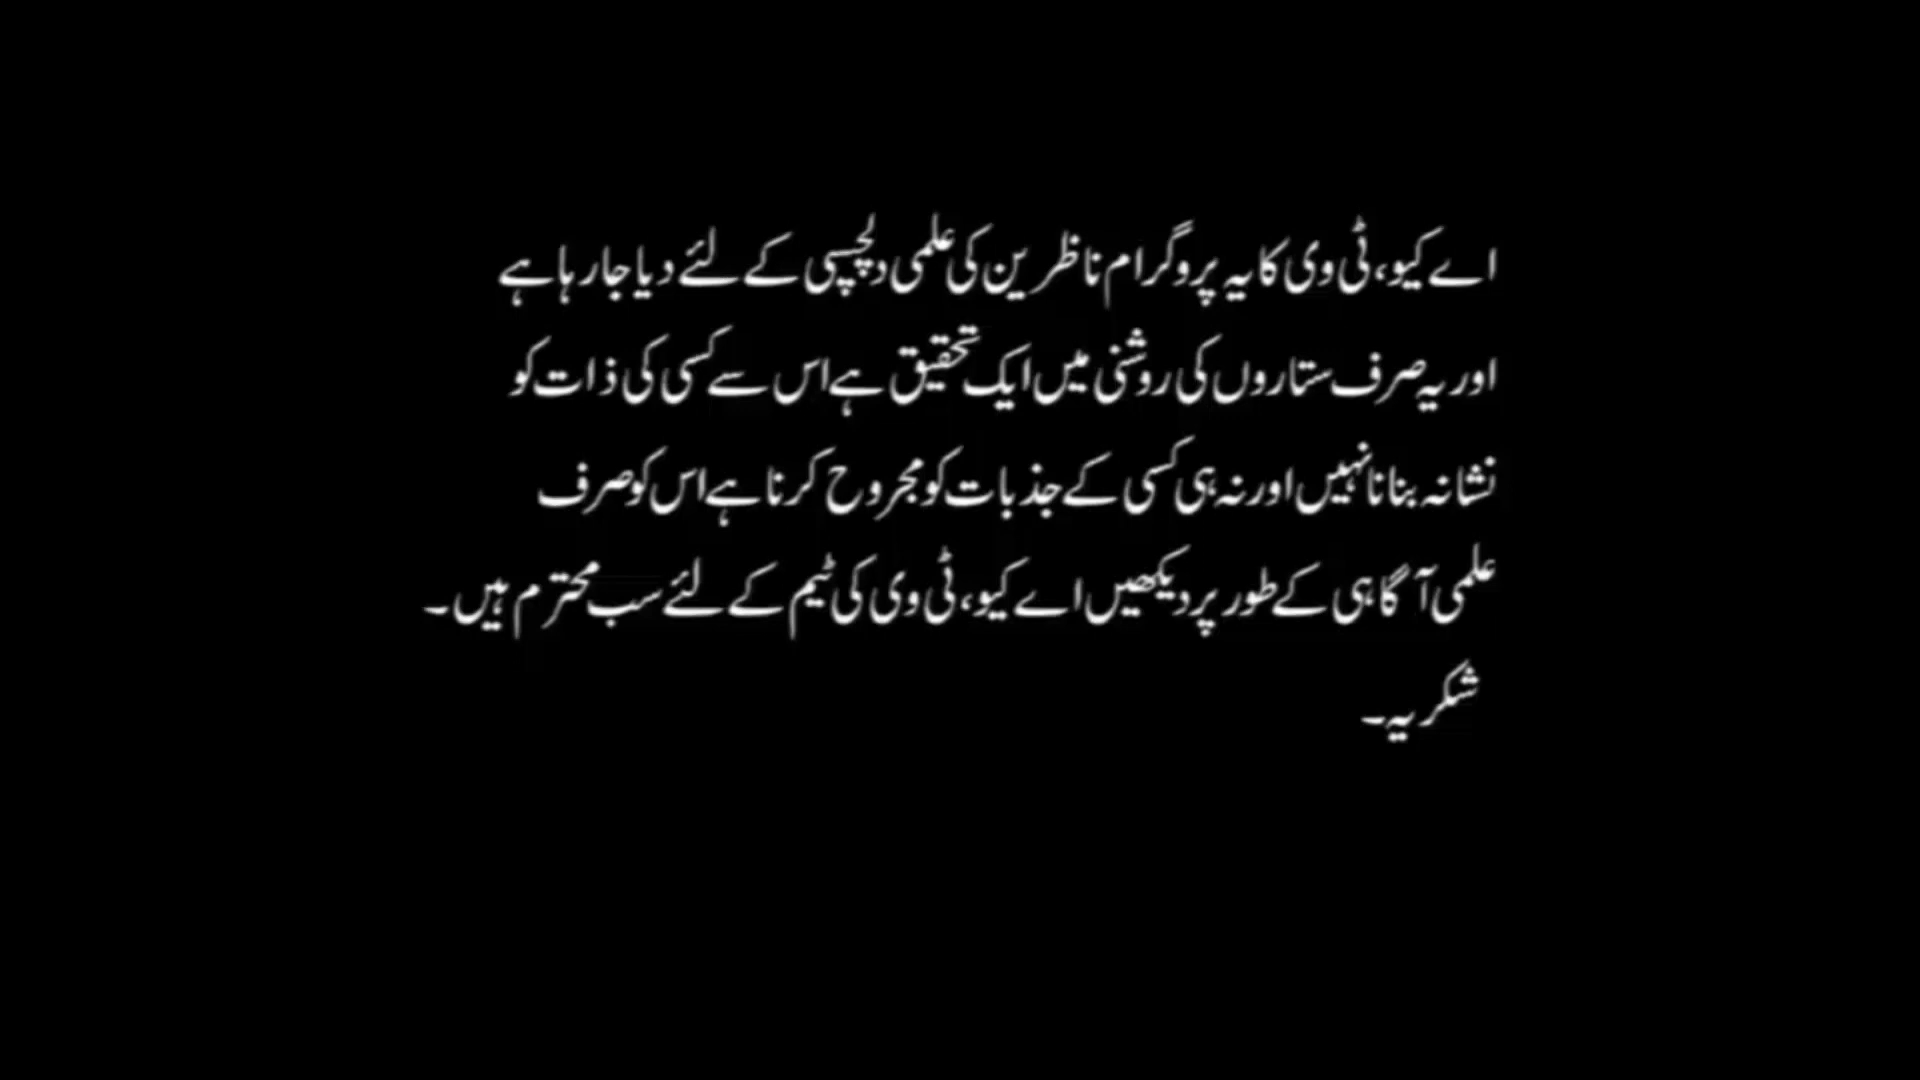 اے کیو، ٹی وی کا یہ پروگرام ناظرین کی علمی دلچسپی کے لئے دیا جا رہا ہے
اور یہ صرف ستاروں کی روشنی میں ایک تحقیق ہے اس سے کسی کی ذات کو
نشانہ بنانا نہیں اور نہ ہی کسی کے جذبات کو مجروح کرنا ہے اس کو صرف
علمی آگاہی کے طور پر دیکھیں اے کیو، ٹی وی کی ٹیم کے لئے سب محترم ہیں۔
شکریہ۔